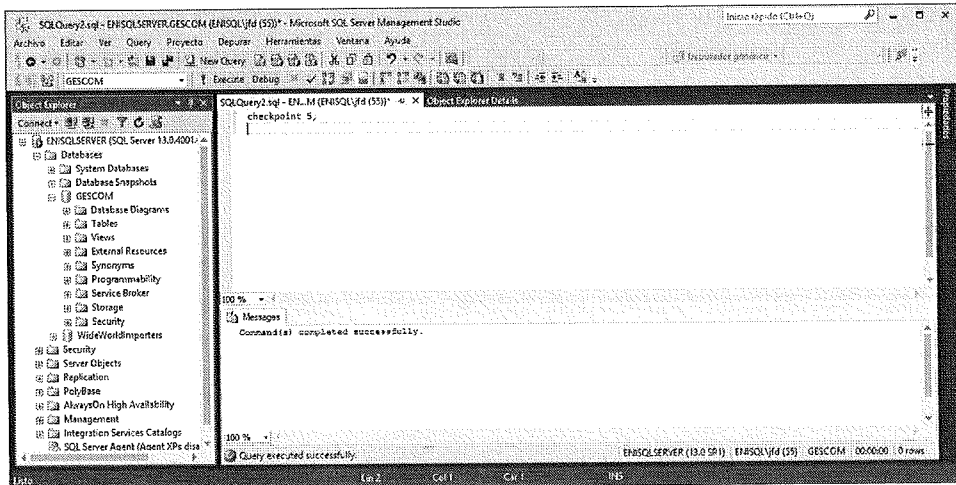 SQLQuery2.sql - ENISQLSERVER.GESCOM (ENISQL\jfd (55))* - Microsoft SQL Server Management Studio
Inicio rápido (Ctrl+Q)
Archivo Editar Ver Query Proyecto Depurar Herramientas Ventana Ayuda
New Query
GESCOM
Execute Debug
Object Explorer
SQLQuery2.sql - EN...M (ENISQL\jfd (55))*
Object Explorer Details
Propiedades
Connect
checkpoint 5;
ENISQLSERVER (SQL Server 13.0.4001.
Databases
System Databases
Database Snapshots
GESCOM
Database Diagrams
Tables
Views
External Resources
Synonyms
Programmability
Service Broker
Storage
Security
WideWorldImporters
Security
Server Objects
Replication
PolyBase
AlwaysOn High Availability
Management
Integration Services Catalogs
SQL Server Agent (Agent XPs disa
100 %
Messages
Command(s) completed successfully.
100 %
Query executed successfully.
ENISQLSERVER (13.0 SP1) ENISQL\jfd (55) GESCOM 00:00:00 0 rows
Listo
Lín 2 Col 1 Car 1 INS